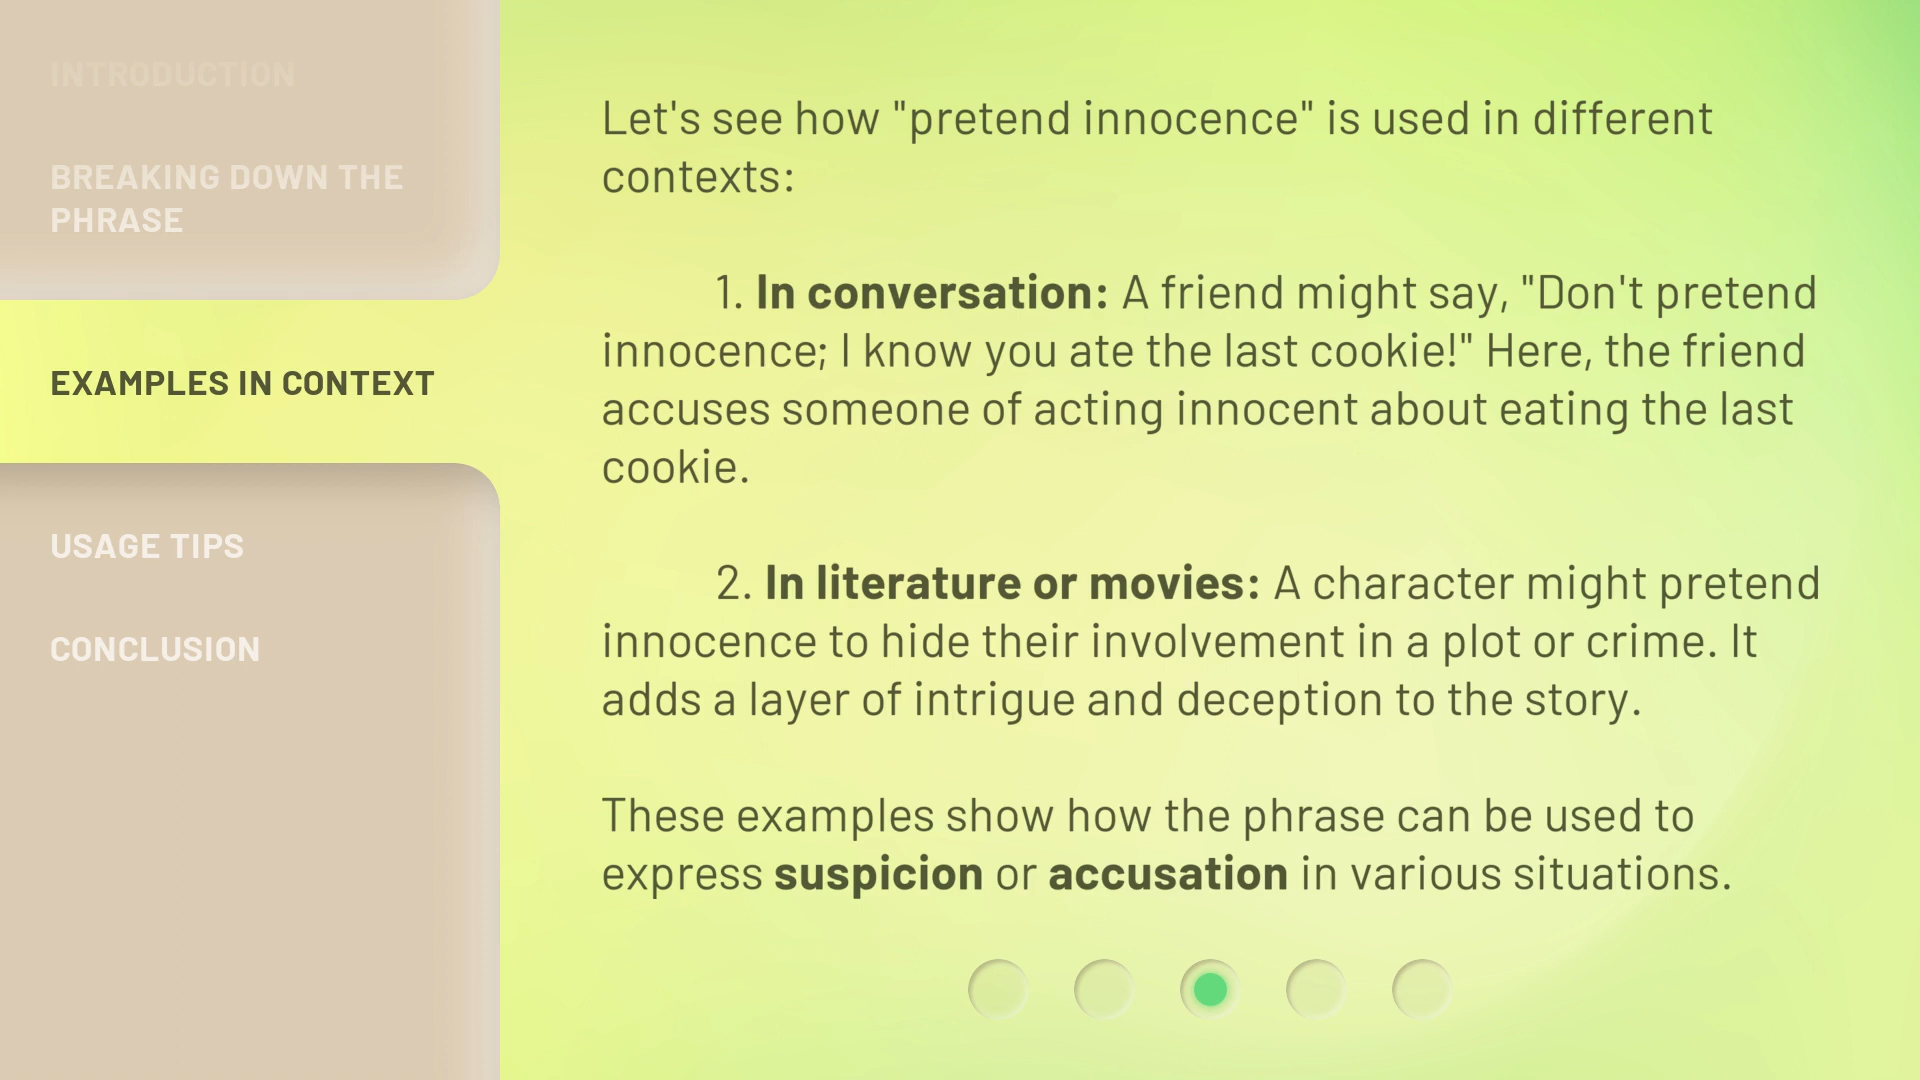 INTRODUCTION
BREAKING DOWN THE
PHRASE
EXAMPLES IN CONTEXT
USAGE TIPS
CONCLUSION
Let's see how "pretend innocence" is used in different
contexts:
1. In conversation: A friend might say, "Don't pretend
innocence; I know you ate the last cookie!" Here, the friend
accuses someone of acting innocent about eating the last
cookie.
2. In literature or movies: A character might pretend
innocence to hide their involvement in a plot or crime. It
adds a layer of intrigue and deception to the story.
These examples show how the phrase can be used to
express suspicion or accusation in various situations.